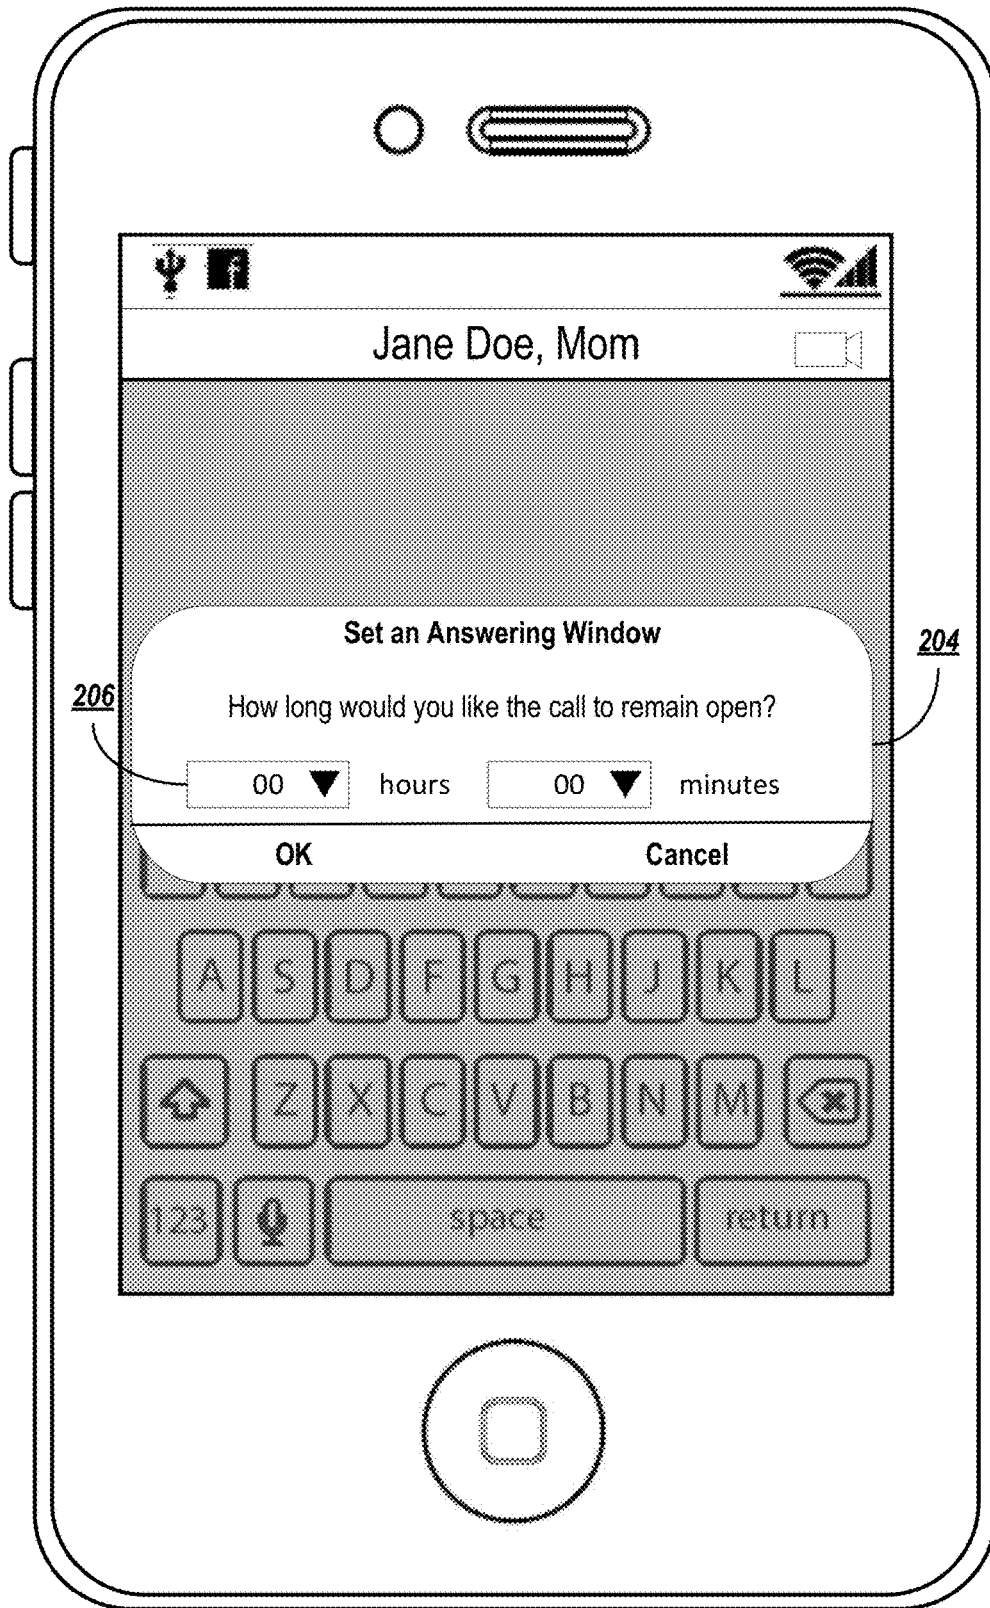 Jane Doe, Mom
Set an Answering Window
204
206
How long would you like the call to remain open?
00 hours 00 minutes
OK Cancel
A S D F G H J K L
Z X C V B N M
123 space return